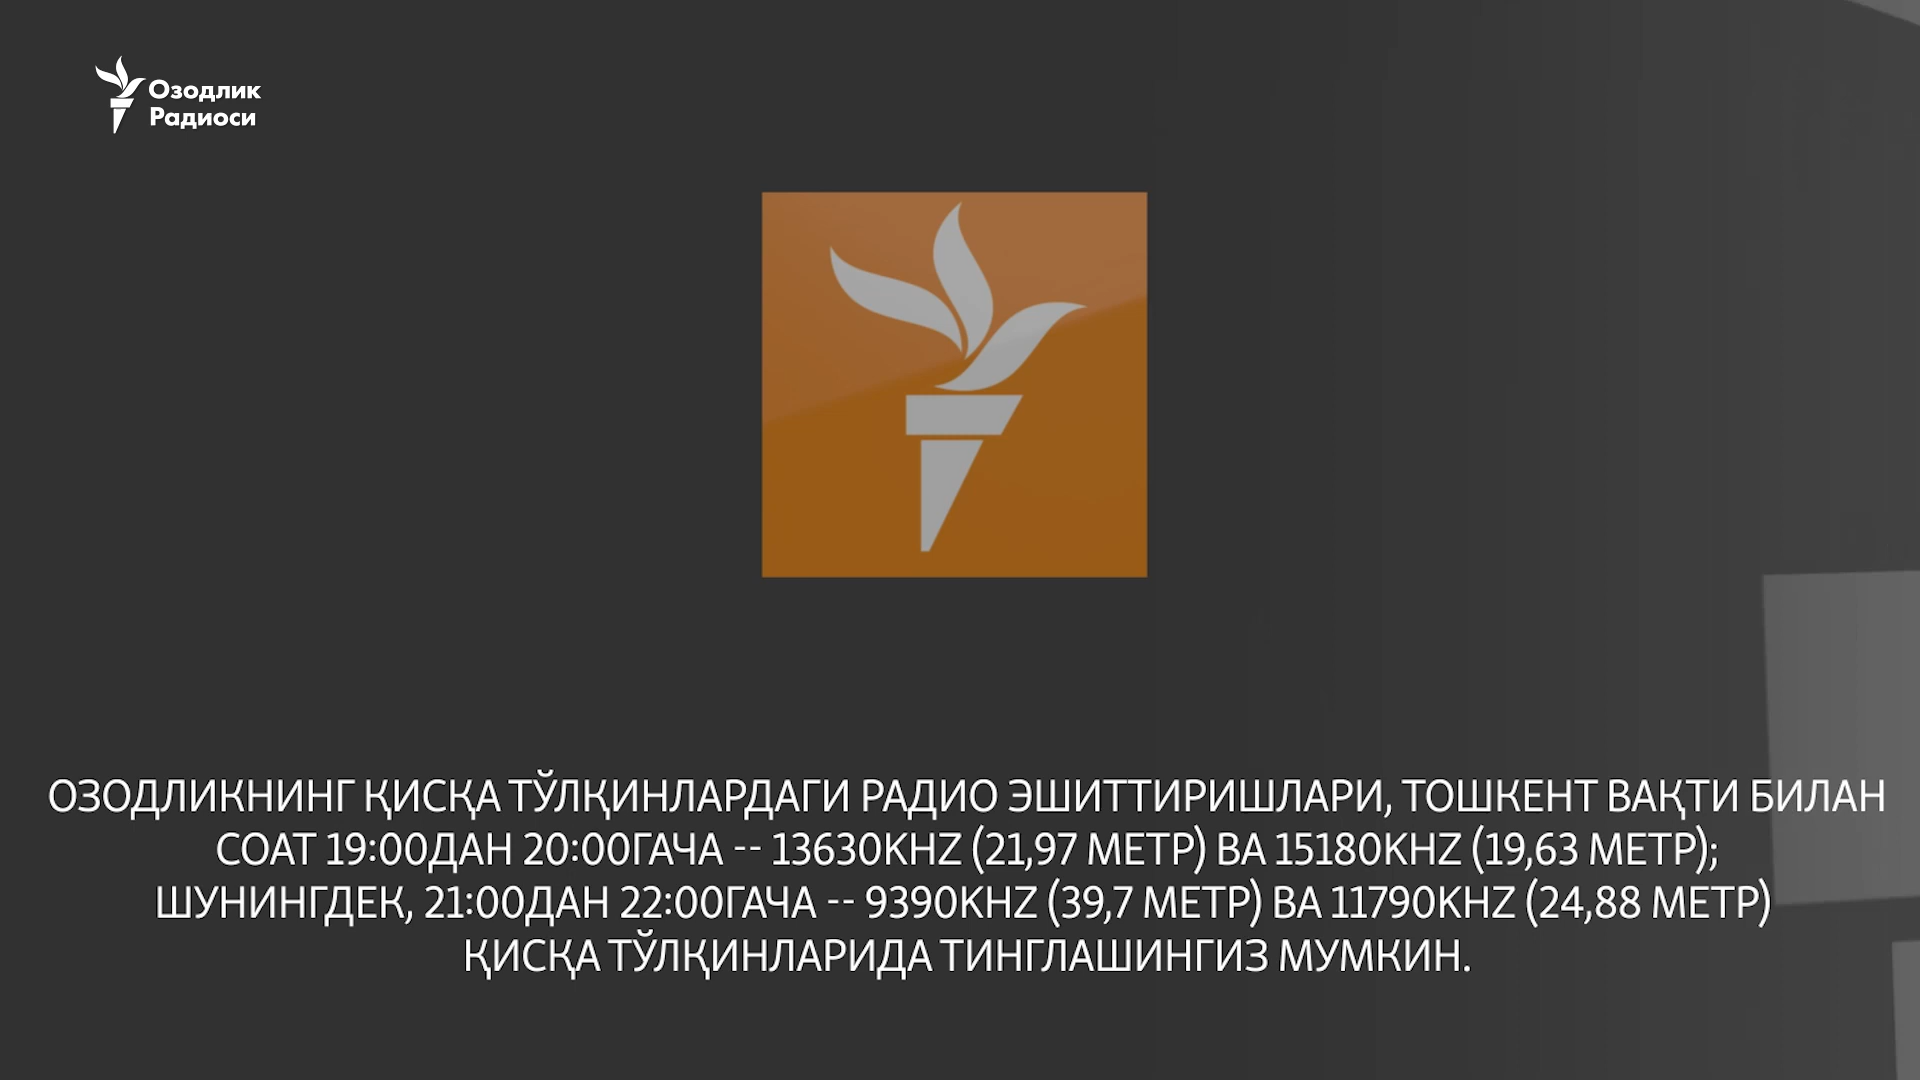 Озодлик
Радиоси
ОЗОДЛИКНИНГ ҚИСҚА ТЎЛҚИНЛАРДАГИ РАДИО ЭШИТТИРИШЛАРИ, ТОШКЕНТ ВАҚТИ БИЛАН
СОАТ 19:00ДАН 20:00ГАЧА -- 13630KHZ (21,97 МЕТР) ВА 15180KHZ (19,63 МЕТР);
ШУНИНГДЕК, 21:00ДАН 22:00ГАЧА -- 9390KHZ (39,7 МЕТР) ВА 11790KHZ (24,88 МЕТР)
ҚИСҚА ТЎЛҚИНЛАРИДА ТИНГЛАШИНГИЗ МУМКИН.